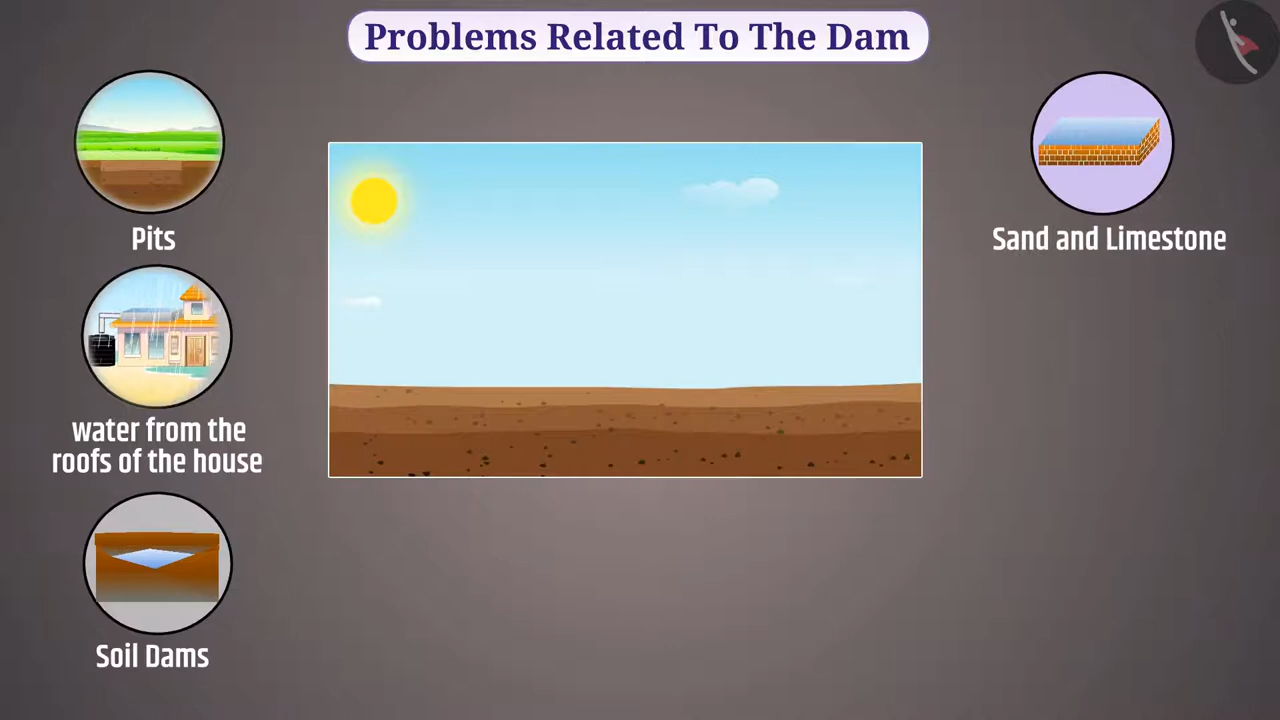 Problems Related To The Dam
Pits
water from the
roofs of the house
Soil Dams
Sand and Limestone